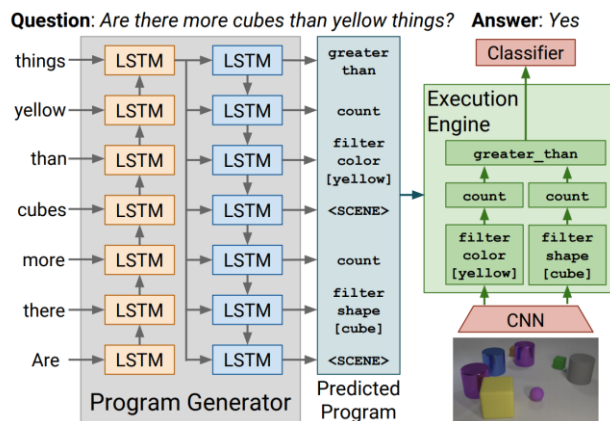 Question: Are there more cubes than yellow things? Answer: Yes
things
yellow
than
cubes
more
there
Are
LSTM
LSTM
LSTM
LSTM
LSTM
LSTM
LSTM
LSTM
LSTM
LSTM
LSTM
LSTM
LSTM
LSTM
Program Generator
greater
than
count
filter
color
[yellow]
<SCENE>
count
filter
shape
[cube]
<SCENE>
Predicted
Program
Classifier
Execution
Engine
greater_than
count
count
filter
color
[yellow]
filter
shape
[cube]
CNN